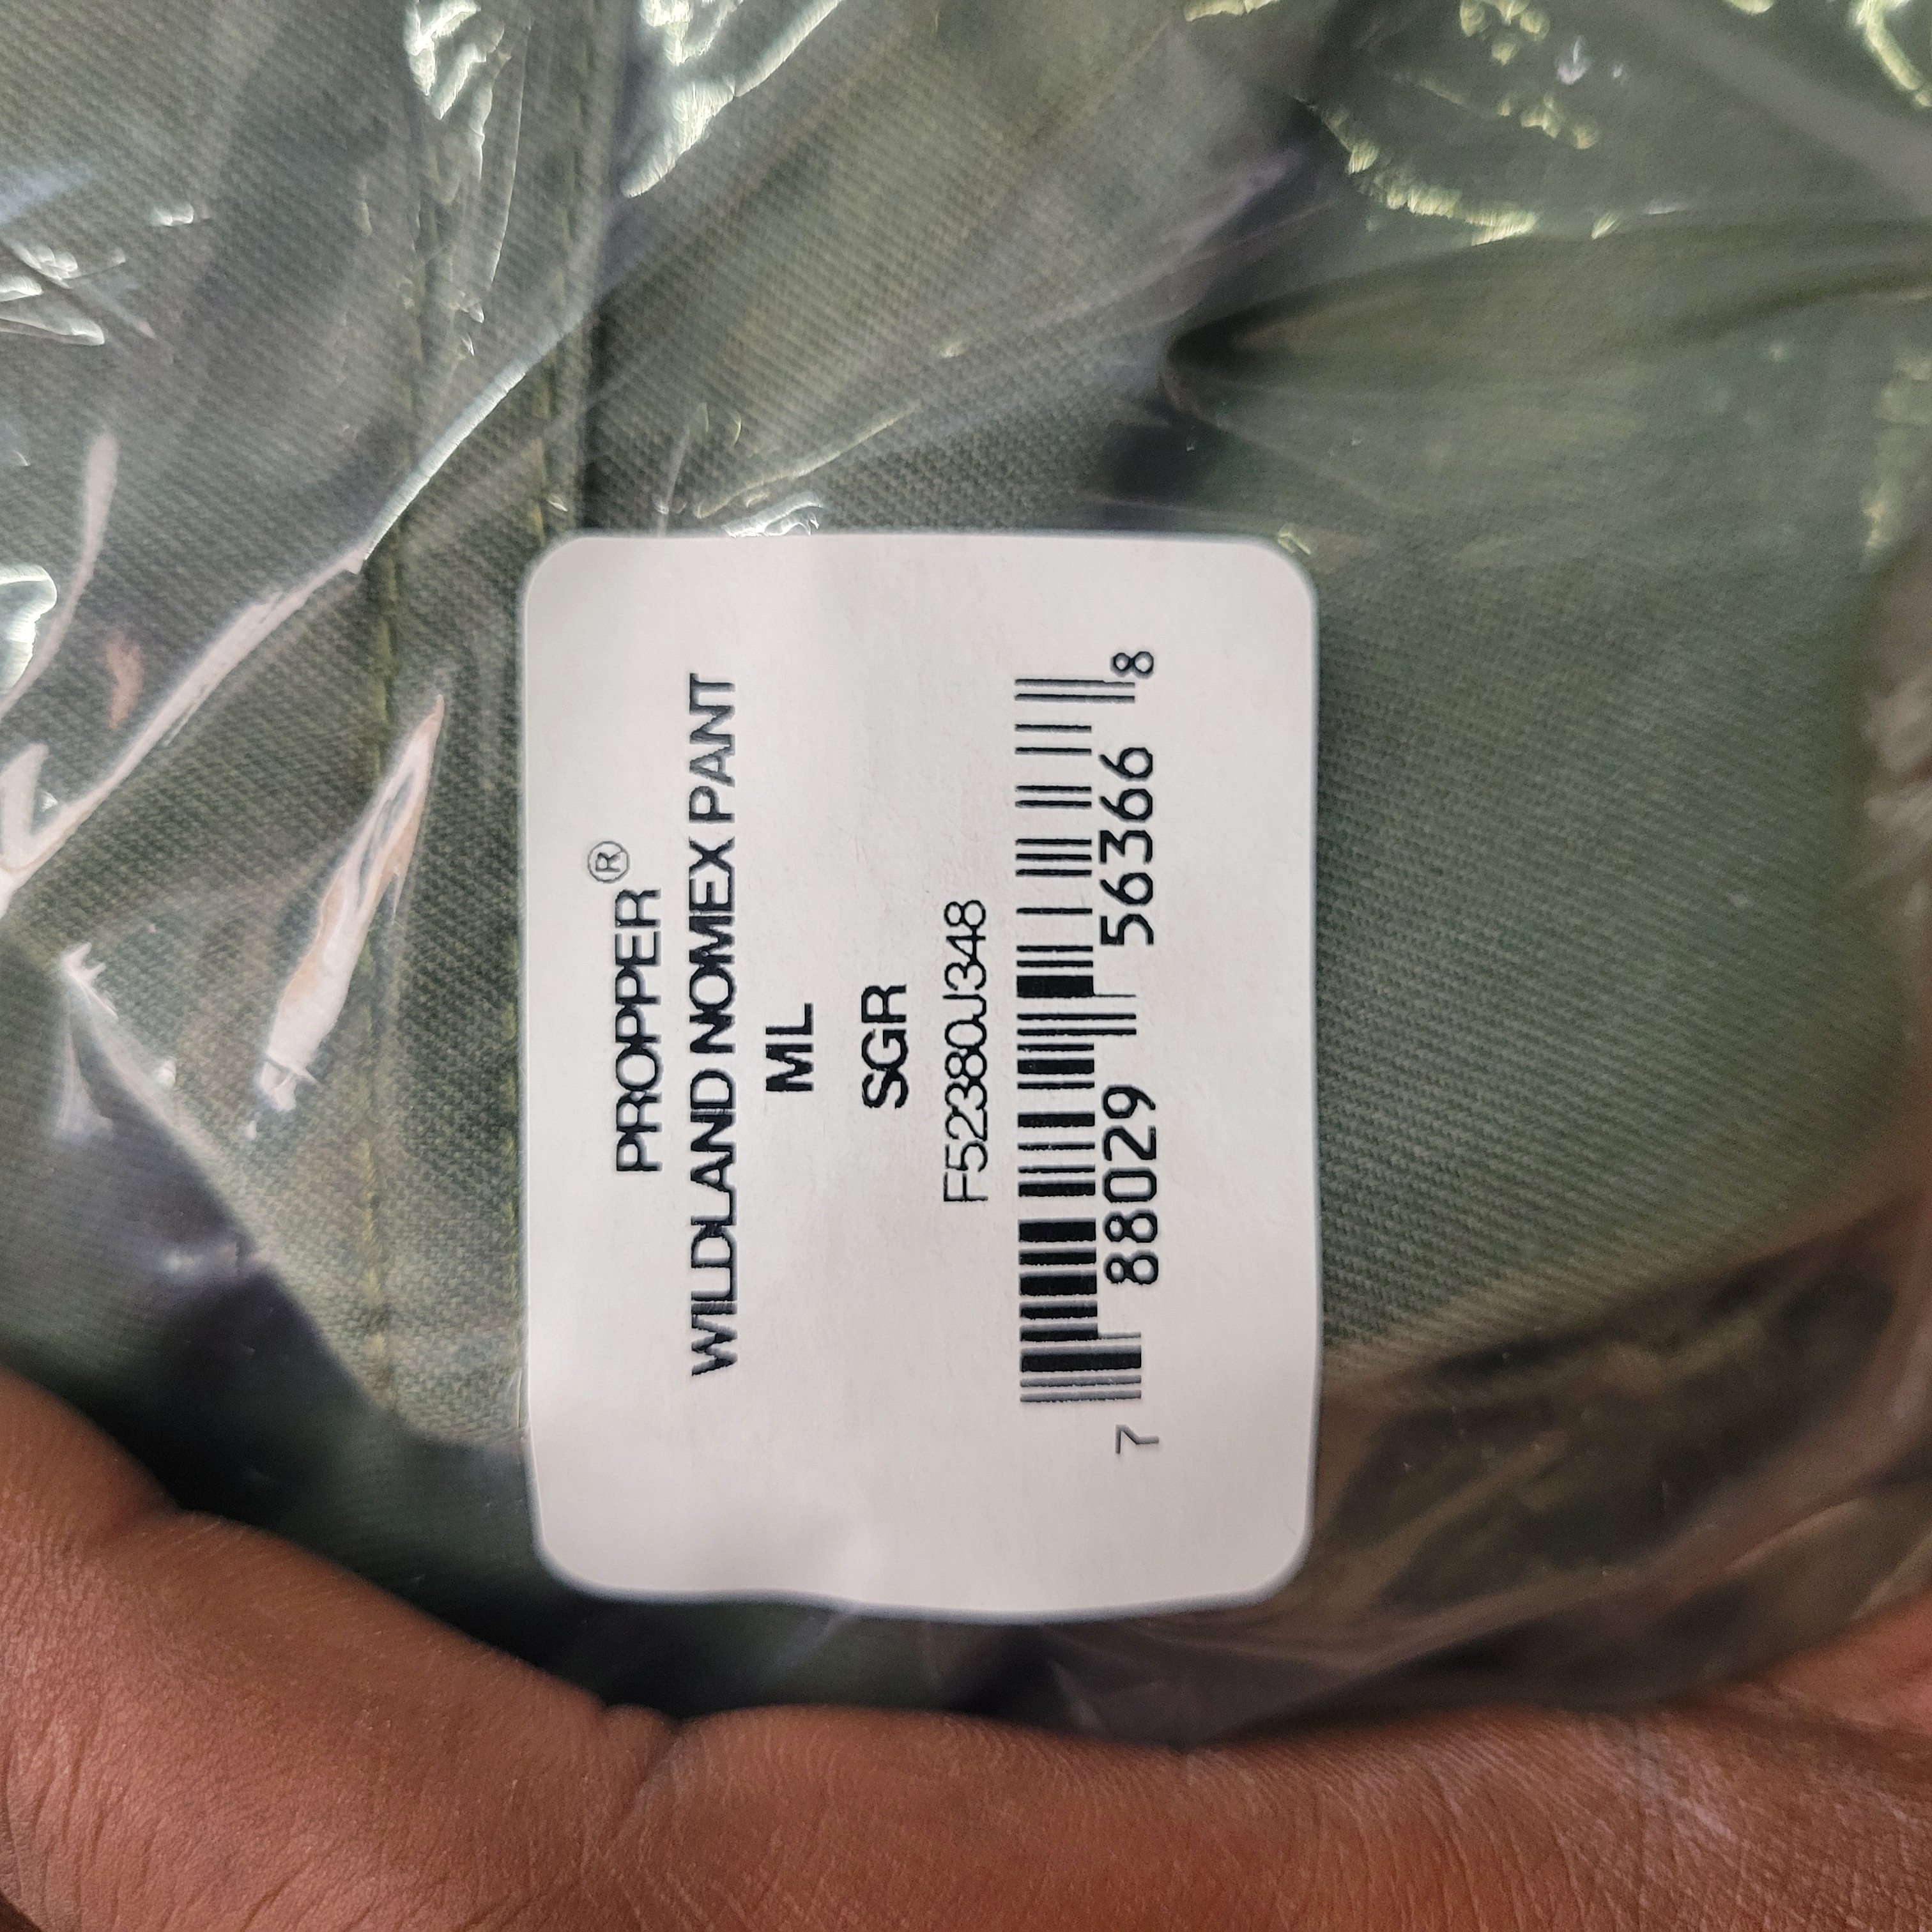 PROPPER®
WILDLAND NOMEX PANT
ML
SGR
F52380J348
7 88029 56366 8